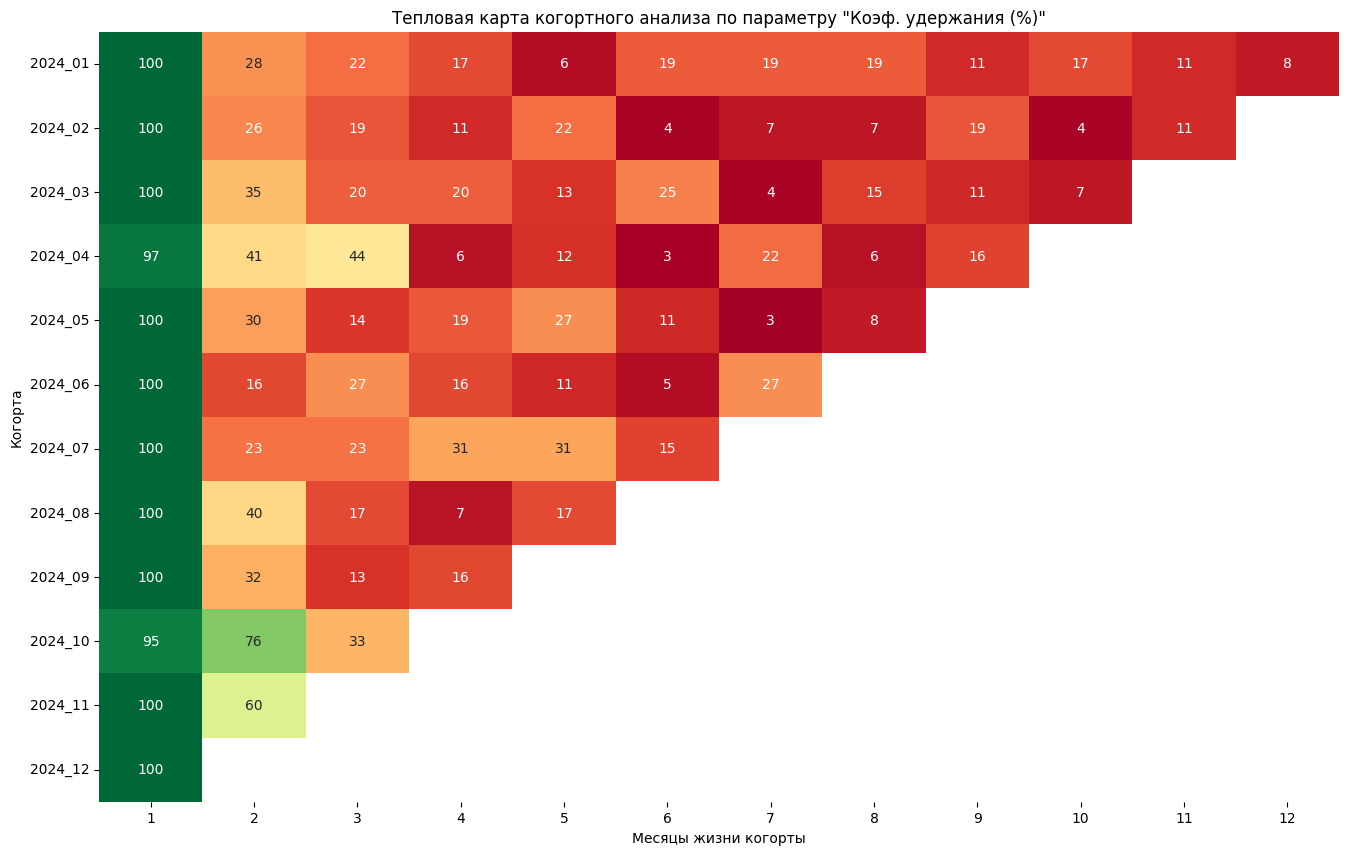 Тепловая карта когортного анализа по параметру "Коэф. удержания (%)"
Когорта
2024_01 100 28 22 17 6 19 19 19 11 17 11 8
2024_02 100 26 19 11 22 4 7 7 19 4 11
2024_03 100 35 20 20 13 25 4 15 11 7
2024_04 97 41 44 6 12 3 22 6 16
2024_05 100 30 14 19 27 11 3 8
2024_06 100 16 27 16 11 5 27
2024_07 100 23 23 31 31 15
2024_08 100 40 17 7 17
2024_09 100 32 13 16
2024_10 95 76 33
2024_11 100 60
2024_12 100
1 2 3 4 5 6 7 8 9 10 11 12
Месяцы жизни когорты